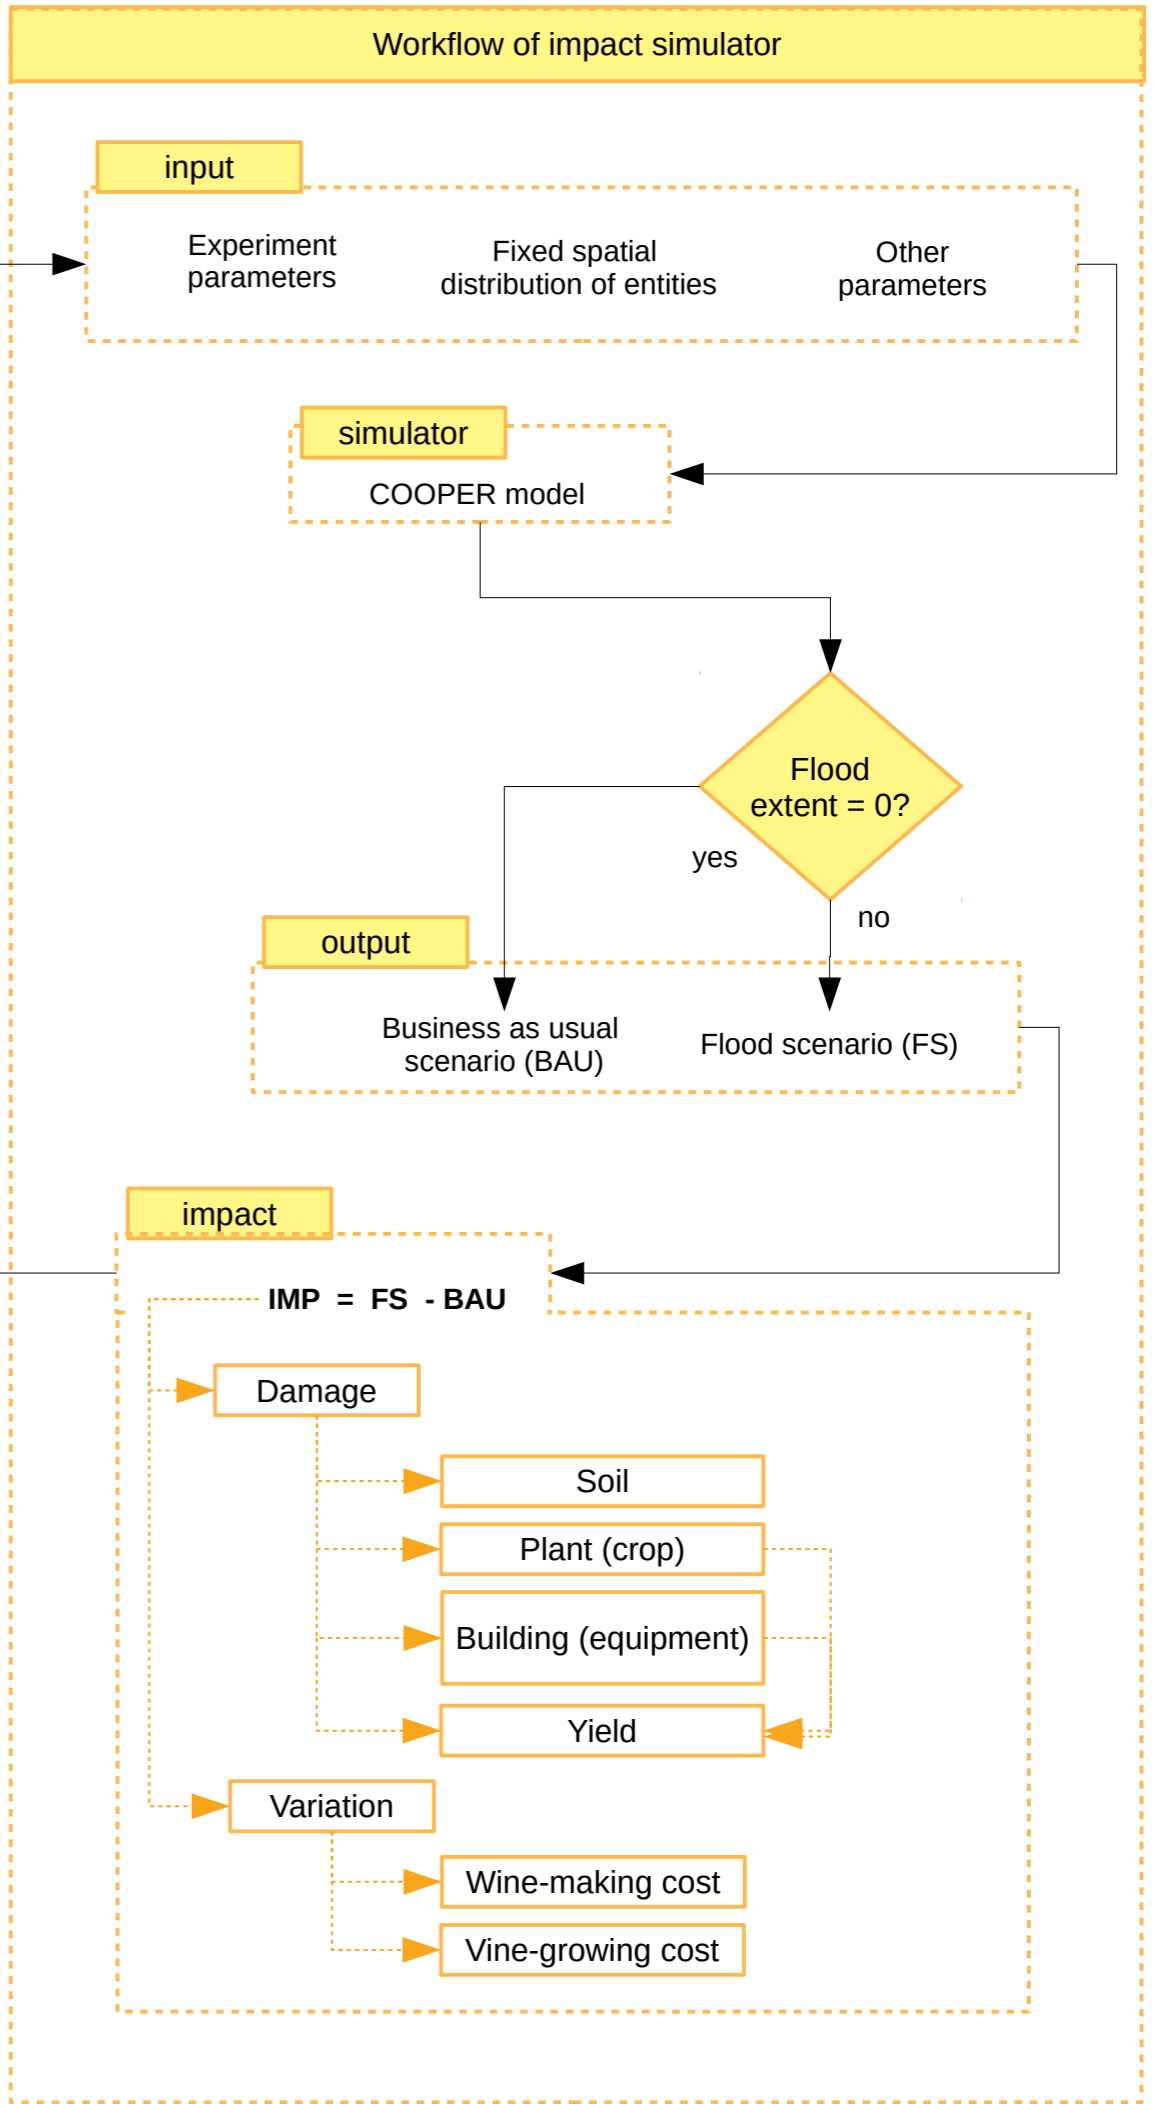 Workflow of impact simulator
input
Experiment
parameters
Fixed spatial
distribution of entities
Other
parameters
simulator
COOPER model
Flood
extent = 0?
yes
no
output
Business as usual
scenario (BAU)
Flood scenario (FS)
impact
IMP = FS - BAU
Damage
Soil
Plant (crop)
Building (equipment)
Yield
Variation
Wine-making cost
Vine-growing cost